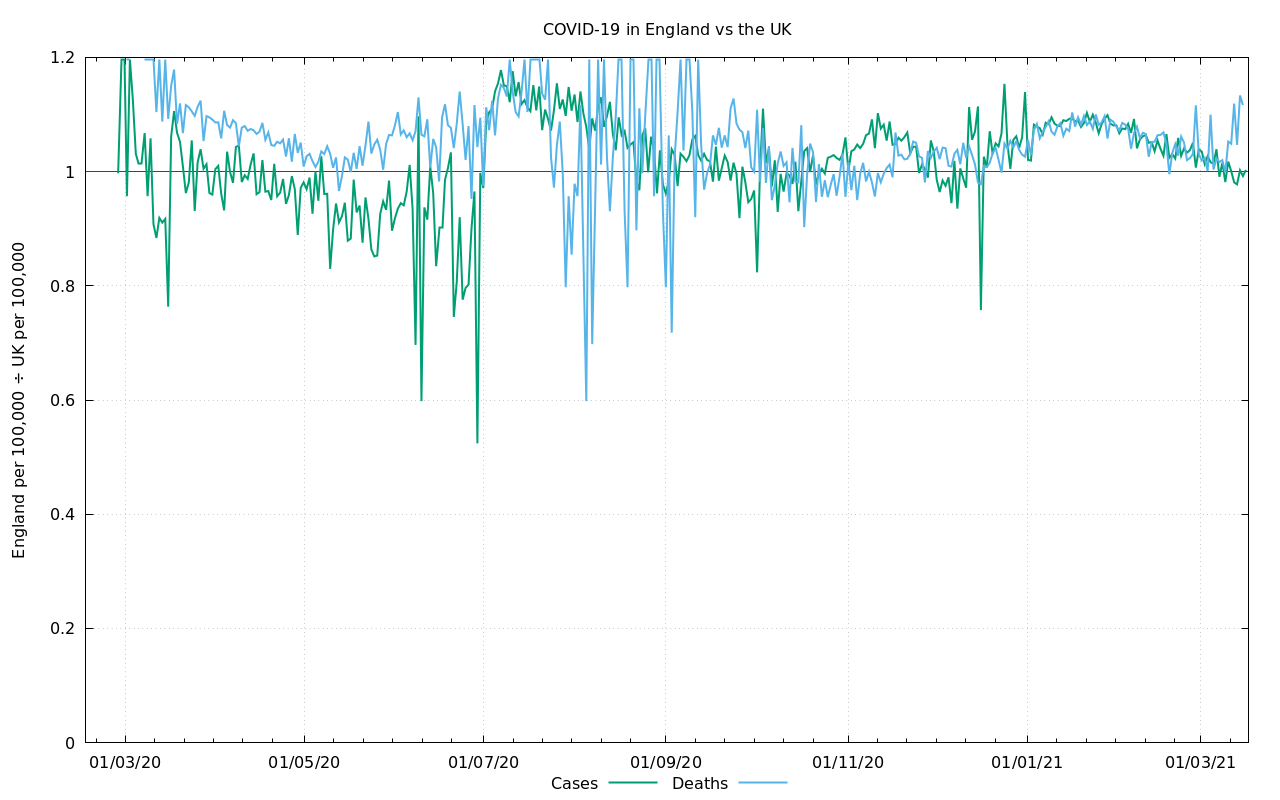 COVID-19 in England vs the UK
1.2
1
0.8
0.6
0.4
0.2
0
England per 100,000 ÷ UK per 100,000
01/03/20 01/05/20 01/07/20 01/09/20 01/11/20 01/01/21 01/03/21
Cases Deaths